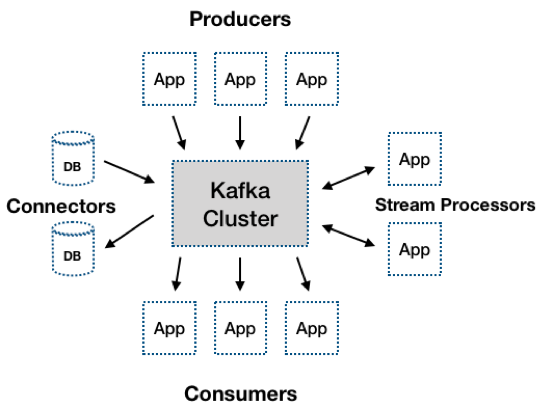 Producers
App
App
App
DB
Connectors
DB
Kafka
Cluster
App
Stream Processors
App
App
App
App
Consumers